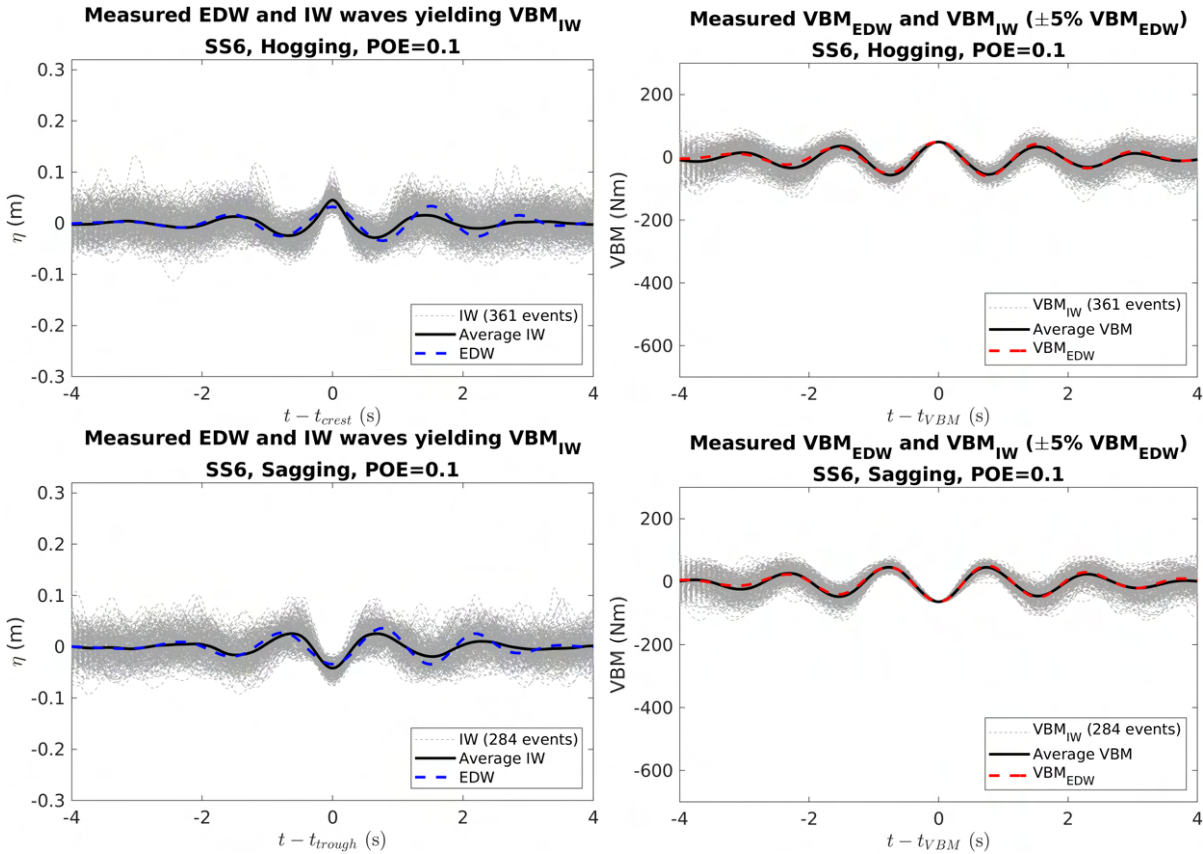 Measured EDW and IW waves yielding VBM_IW
SS6, Hogging, POE=0.1
0.3
0.2
0.1
0
-0.1
-0.2
-0.3
η (m)
-4 -2 0 2 4
t − t_crest (s)
IW (361 events)
Average IW
EDW
Measured VBM_EDW and VBM_IW (±5% VBM_EDW)
SS6, Hogging, POE=0.1
200
0
-200
-400
-600
VBM (Nm)
-4 -2 0 2 4
t − t_VBM (s)
VBM_IW (361 events)
Average VBM
VBM_EDW
Measured EDW and IW waves yielding VBM_IW
SS6, Sagging, POE=0.1
0.3
0.2
0.1
0
-0.1
-0.2
-0.3
η (m)
-4 -2 0 2 4
t − t_trough (s)
IW (284 events)
Average IW
EDW
Measured VBM_EDW and VBM_IW (±5% VBM_EDW)
SS6, Sagging, POE=0.1
200
0
-200
-400
-600
VBM (Nm)
-4 -2 0 2 4
t − t_VBM (s)
VBM_IW (284 events)
Average VBM
VBM_EDW